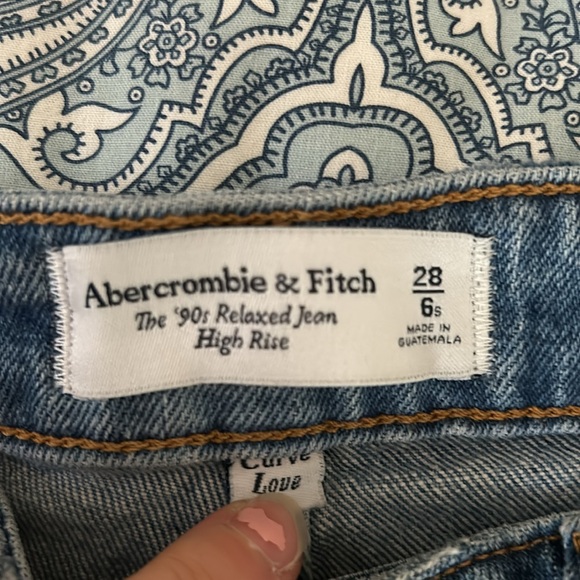 Abercrombie & Fitch
The '90s Relaxed Jean
High Rise
28
6s
MADE IN
GUATEMALA
Curve
Love